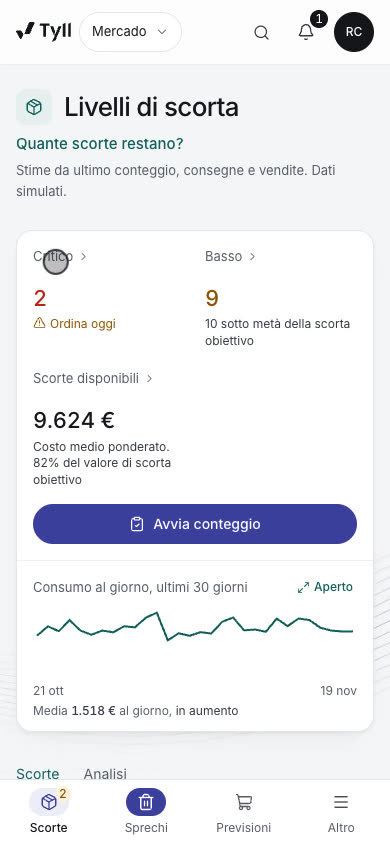 Tyll
Mercado
1
RC
Livelli di scorta
Quante scorte restano?
Stime da ultimo conteggio, consegne e vendite. Dati
simulati.
Critico
Basso
2
9
Ordina oggi
10 sotto metà della scorta
obiettivo
Scorte disponibili
9.624 €
Costo medio ponderato.
82% del valore di scorta
obiettivo
Avvia conteggio
Consumo al giorno, ultimi 30 giorni
Aperto
21 ott
19 nov
Media 1.518 € al giorno, in aumento
Scorte
Analisi
2
Scorte
Sprechi
Previsioni
Altro